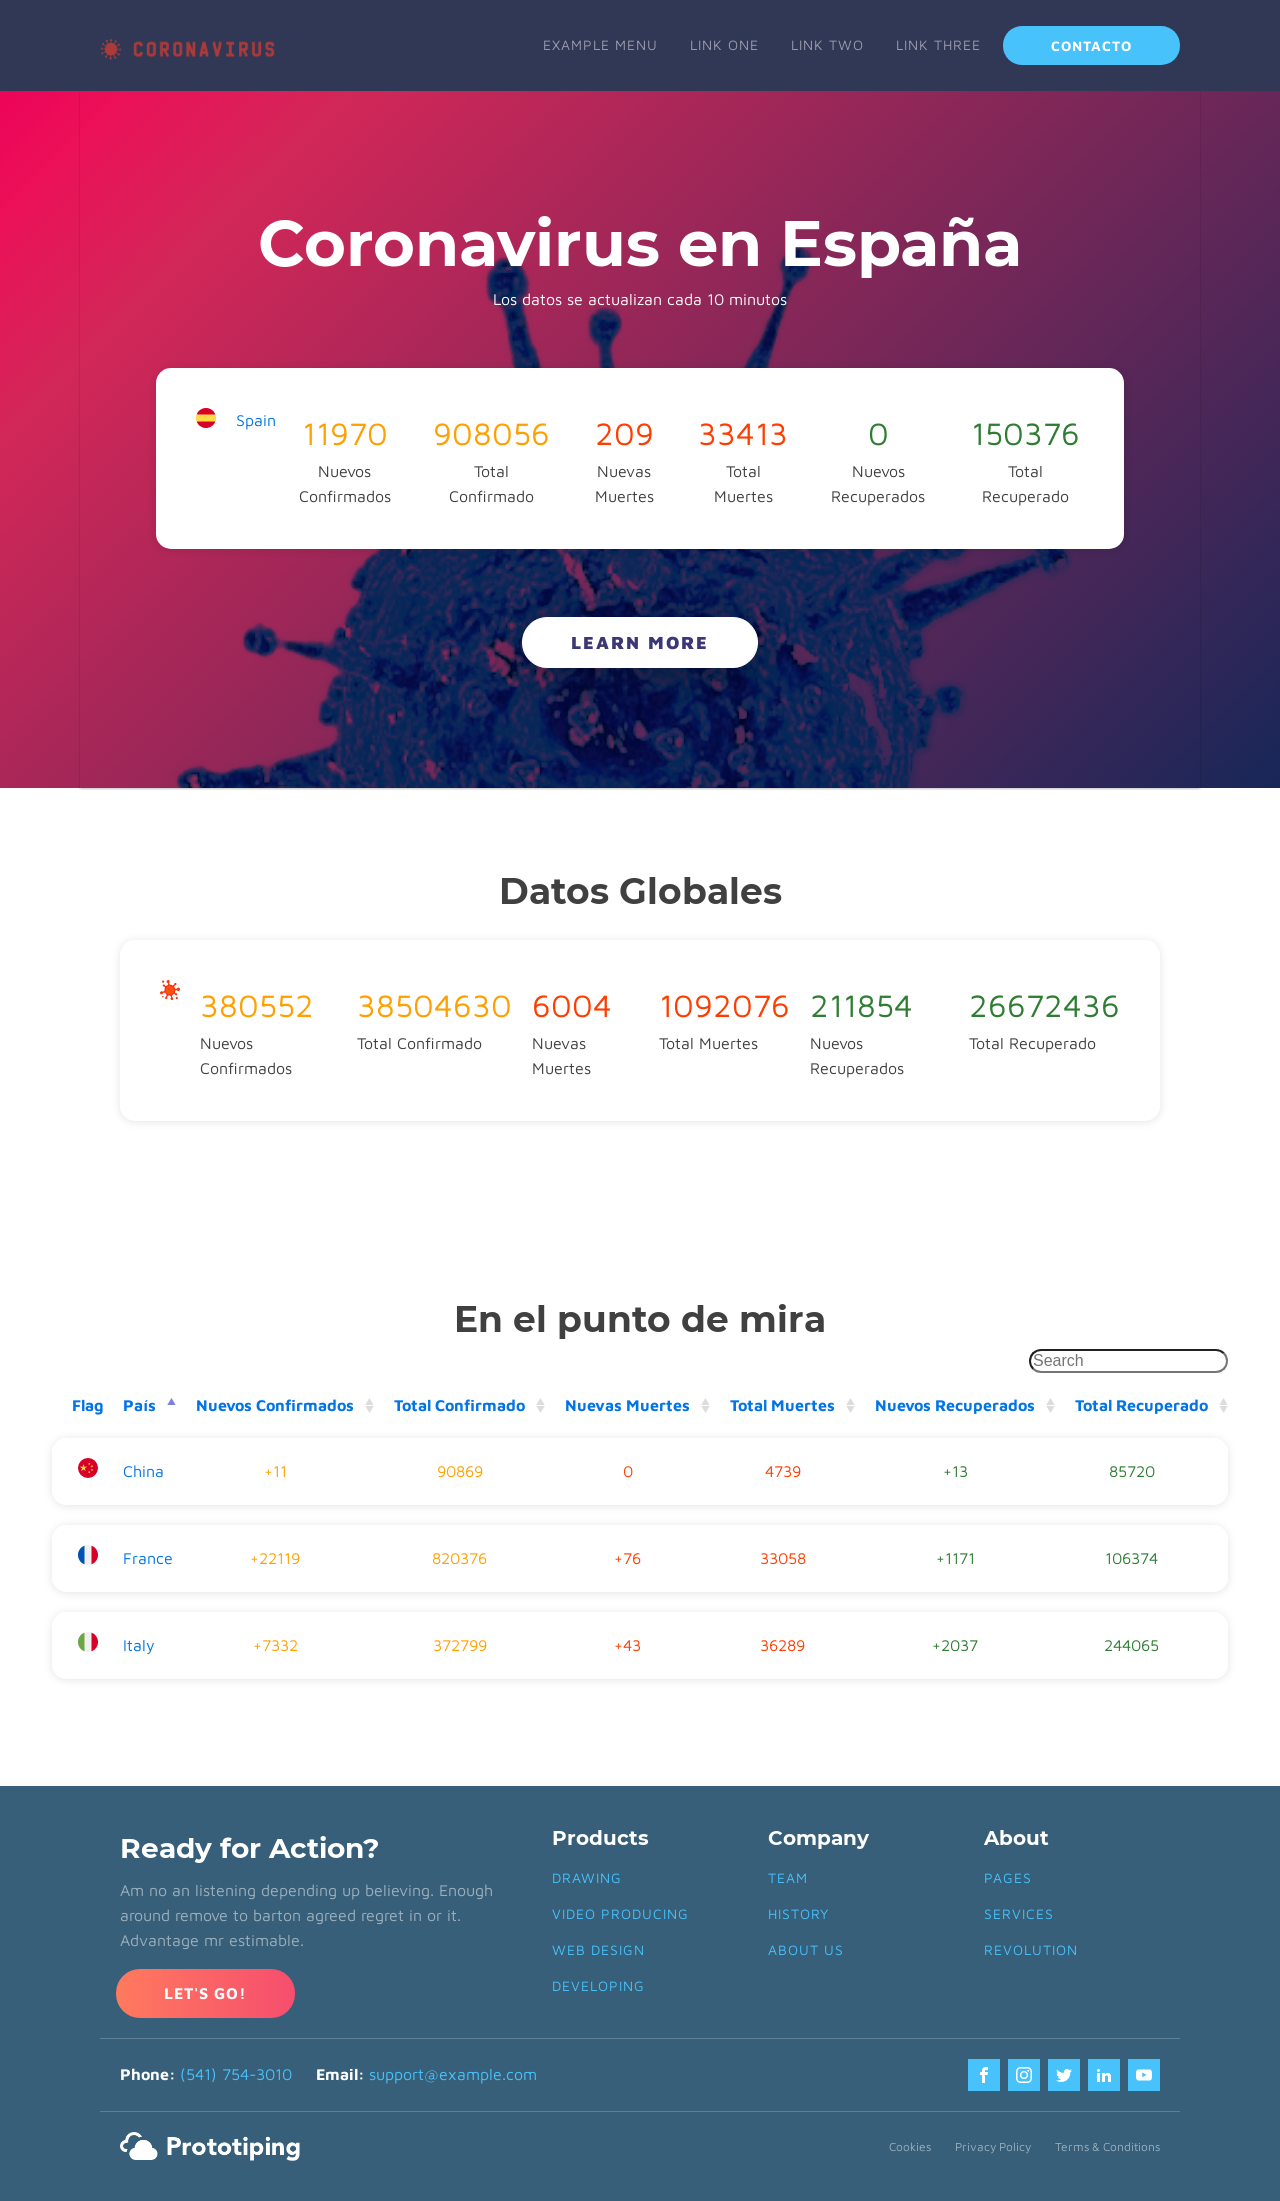 CORONAVIRUS
EXAMPLE MENU LINK ONE LINK TWO LINK THREE CONTACTO
Coronavirus en España
Los datos se actualizan cada 10 minutos
Spain 11970 908056 209 33413 0 150376
Nuevos Total Nuevas Total Nuevos Total
Confirmados Confirmado Muertes Muertes Recuperados Recuperado
LEARN MORE
Datos Globales
380552 38504630 6004 1092076 211854 26672436
Nuevos Total Confirmado Nuevas Total Muertes Nuevos Total Recuperado
Confirmados Muertes Recuperados
En el punto de mira
Search
Flag País Nuevos Confirmados Total Confirmado Nuevas Muertes Total Muertes Nuevos Recuperados Total Recuperado
China +11 90869 0 4739 +13 85720
France +22119 820376 +76 33058 +1171 106374
Italy +7332 372799 +43 36289 +2037 244065
Ready for Action?
Am no an listening depending up believing. Enough
around remove to barton agreed regret in or it.
Advantage mr estimable.
LET'S GO!
Products
DRAWING
VIDEO PRODUCING
WEB DESIGN
DEVELOPING
Company
TEAM
HISTORY
ABOUT US
About
PAGES
SERVICES
REVOLUTION
Phone: (541) 754-3010 Email: support@example.com
Prototiping
Cookies Privacy Policy Terms & Conditions